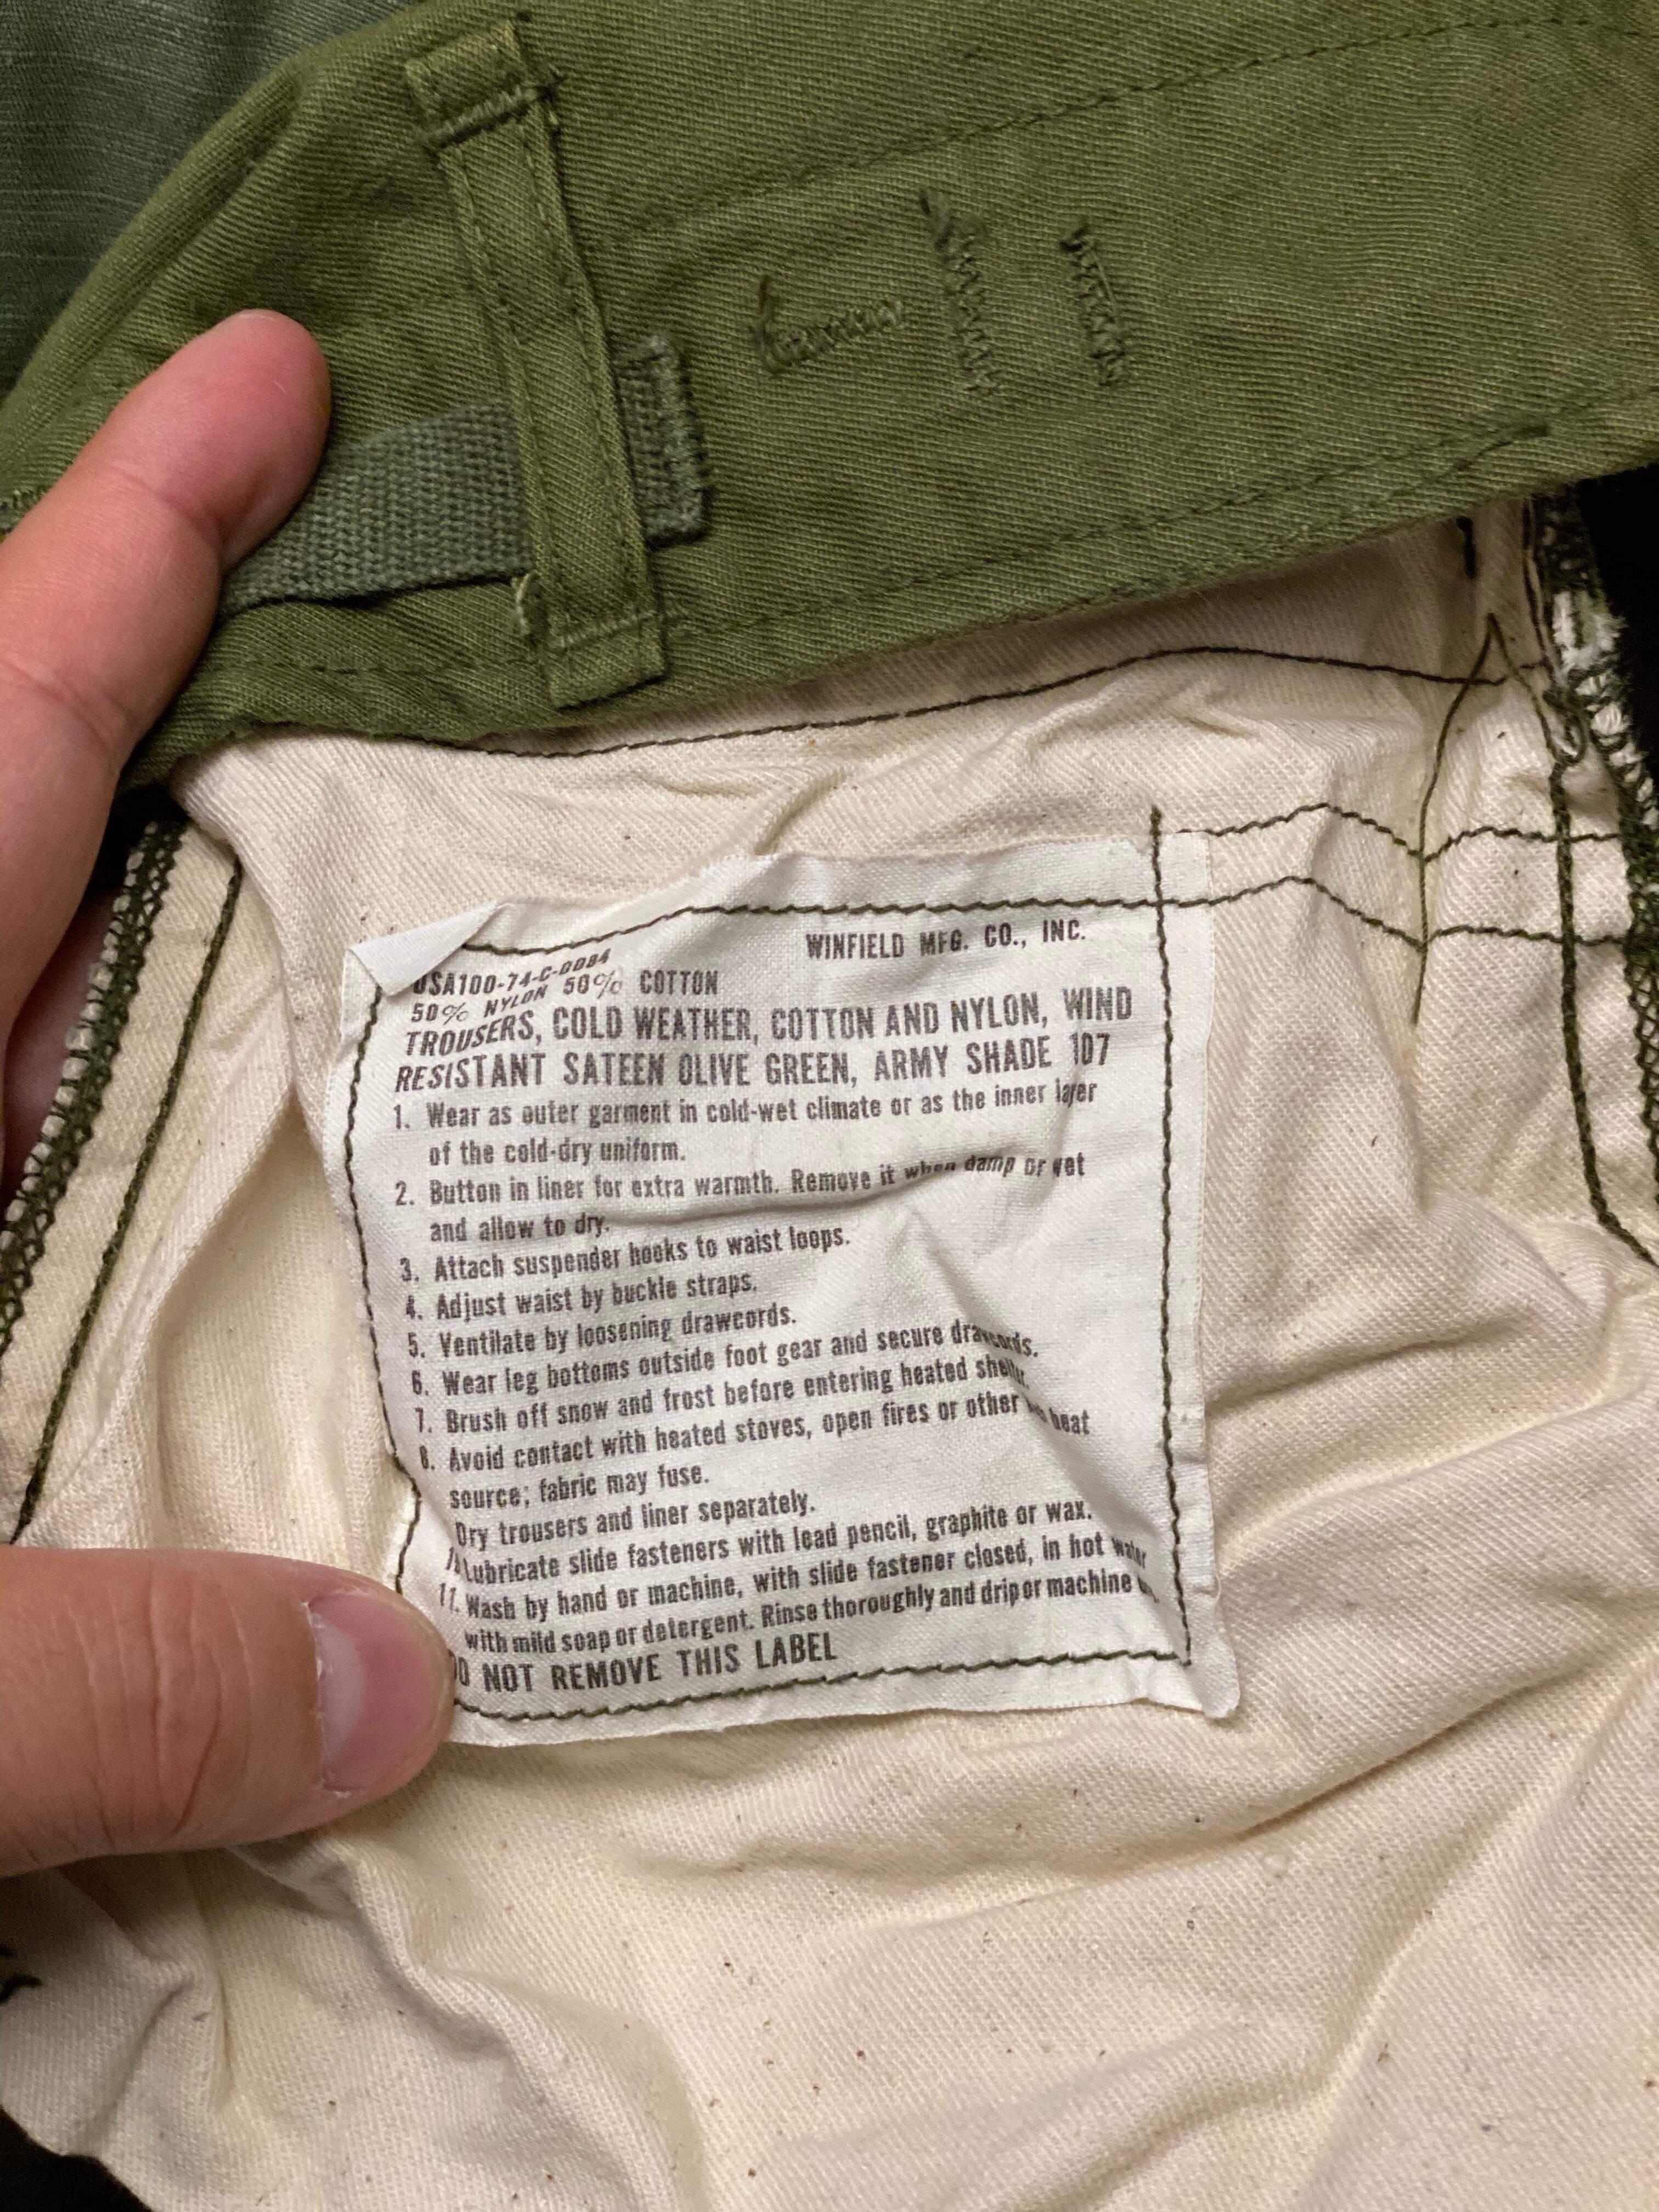 WINFIELD MFG. CO., INC.
DSA100-74-C-0084
50% NYLON 50% COTTON
TROUSERS, COLD WEATHER, COTTON AND NYLON, WIND
RESISTANT SATEEN OLIVE GREEN, ARMY SHADE 107
1. Wear as outer garment in cold-wet climate or as the inner layer
of the cold-dry uniform.
2. Button in liner for extra warmth. Remove it when damp or wet
and allow to dry.
3. Attach suspender hooks to waist loops.
4. Adjust waist by buckle straps.
5. Ventilate by loosening drawcords.
6. Wear leg bottoms outside foot gear and secure drawcords.
7. Brush off snow and frost before entering heated shelter.
8. Avoid contact with heated stoves, open fires or other heat
source; fabric may fuse.
Dry trousers and liner separately.
Lubricate slide fasteners with lead pencil, graphite or wax.
11. Wash by hand or machine, with slide fastener closed, in hot water
with mild soap or detergent. Rinse thoroughly and drip or machine
DO NOT REMOVE THIS LABEL